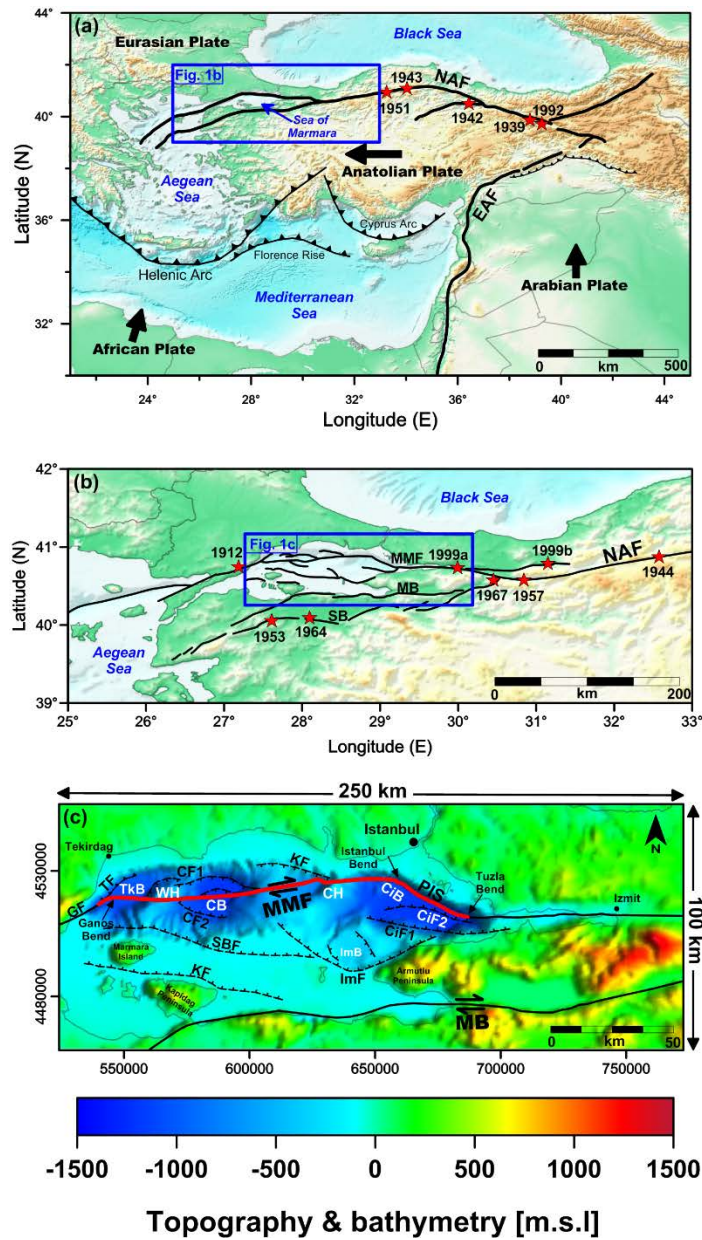 (a)
44°
42°
40°
36°
32°
Latitude (N)
Eurasian Plate
Black Sea
Fig. 1b
1943
NAF
1951
1942
1992
1939
Sea of
Marmara
Anatolian Plate
Aegean
Sea
Cyprus Arc
EAF
Florence Rise
Helenic Arc
Mediterranean
Sea
Arabian Plate
African Plate
0
km
500
24°
28°
32°
36°
40°
44°
Longitude (E)
(b)
42°
41°
40°
39°
Latitude (N)
Black Sea
Fig. 1c
1912
MMF
1999a
1999b
NAF
1944
MB
1967
1957
SB
1953
1964
Aegean
Sea
0
km
200
25°
26°
27°
28°
29°
30°
31°
32°
33°
Longitude (E)
250 km
(c)
Tekirdag
Istanbul
N
4530000
KF
Istanbul
Bend
CF1
TF
TkB
WH
CH
CiB
PIS
Tuzla
Bend
Izmit
100 km
GF
CB
MMF
CiF2
Ganos
Bend
CF2
CiF1
SBF
ImB
Marmara
Island
KF
ImF
Armutlu
Peninsula
4480000
Kapidag
Peninsula
MB
0
km
50
550000
600000
650000
700000
750000
-1500
-1000
-500
0
500
1000
1500
Topography & bathymetry [m.s.l]